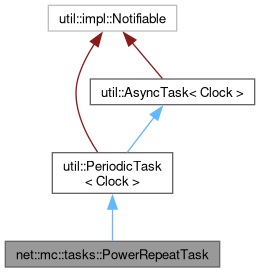 util::impl::Notifiable
util::AsyncTask< Clock >
util::PeriodicTask
< Clock >
net::mc::tasks::PowerRepeatTask